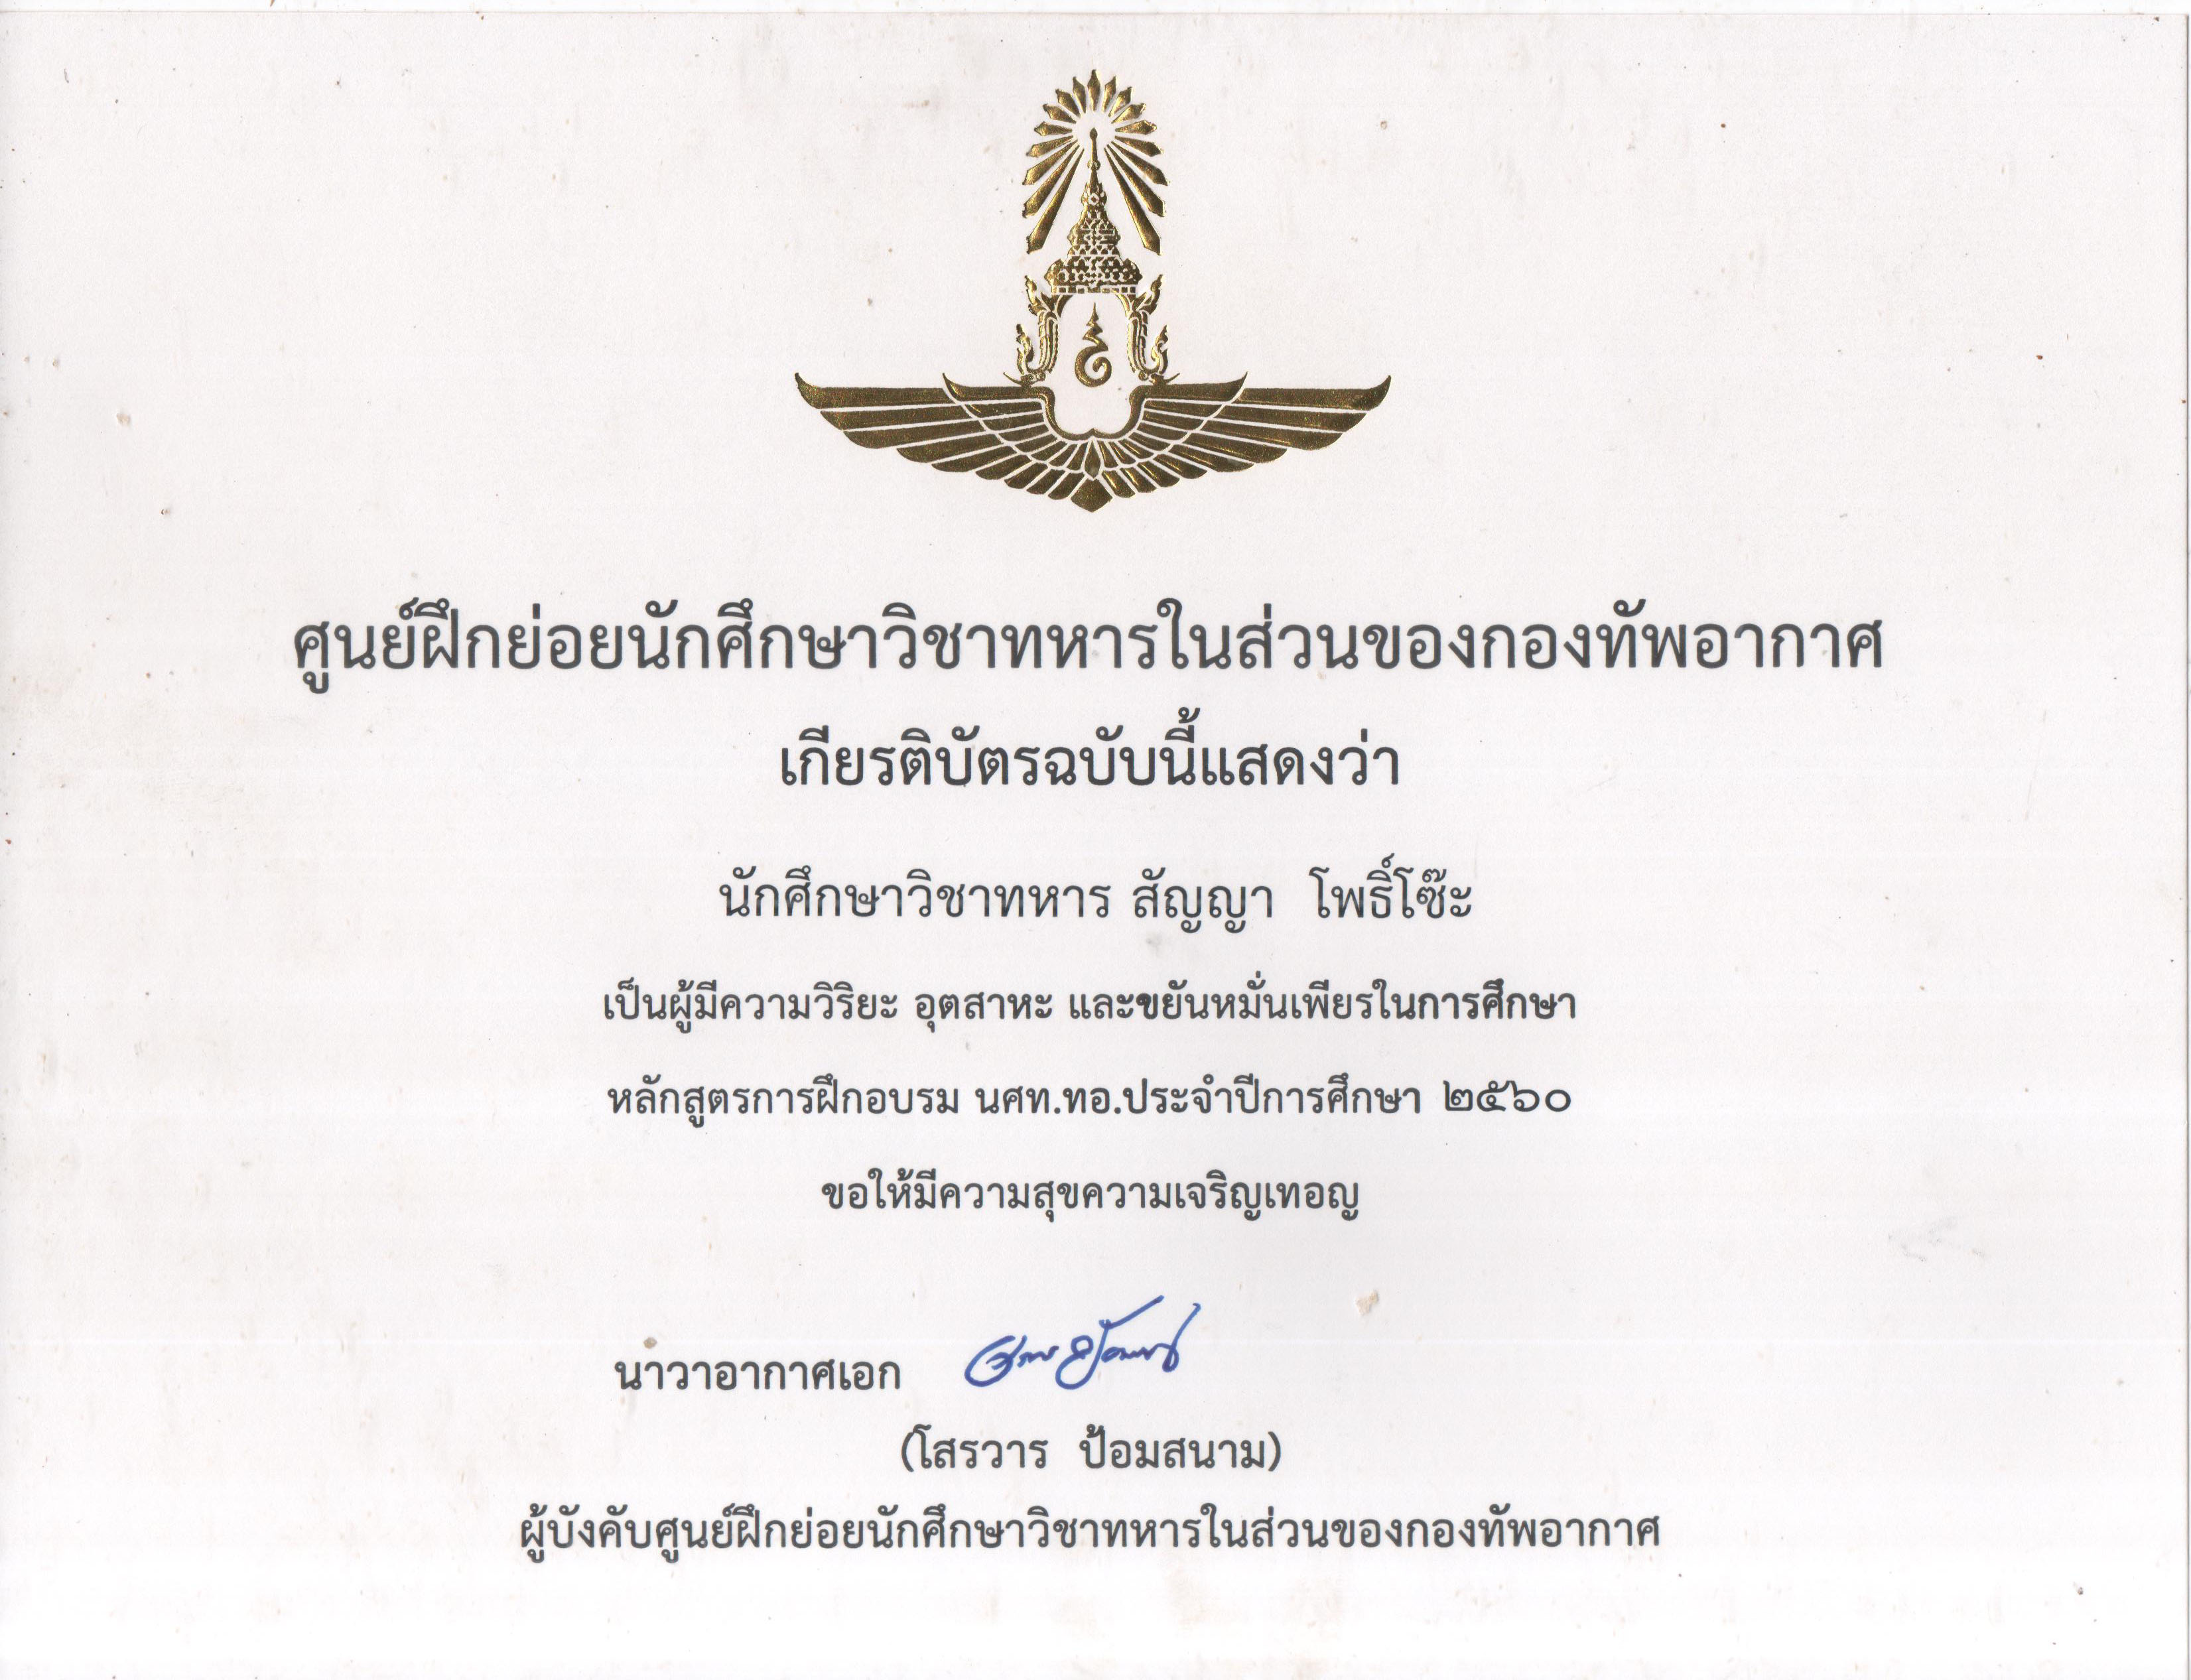 ศูนย์ฝึกย่อยนักศึกษาวิชาทหารในส่วนของกองทัพอากาศ
เกียรติบัตรฉบับนี้แสดงว่า
นักศึกษาวิชาทหาร สัญญา โพธิ์โซ๊ะ
เป็นผู้มีความวิริยะ อุตสาหะ และขยันหมั่นเพียรในการศึกษา
หลักสูตรการฝึกอบรม นศท.ทอ.ประจำปีการศึกษา ๒๕๖๐
ขอให้มีความสุขความเจริญเทอญ
นาวาอากาศเอก
(โสรวาร ป้อมสนาม)
ผู้บังคับศูนย์ฝึกย่อยนักศึกษาวิชาทหารในส่วนของกองทัพอากาศ